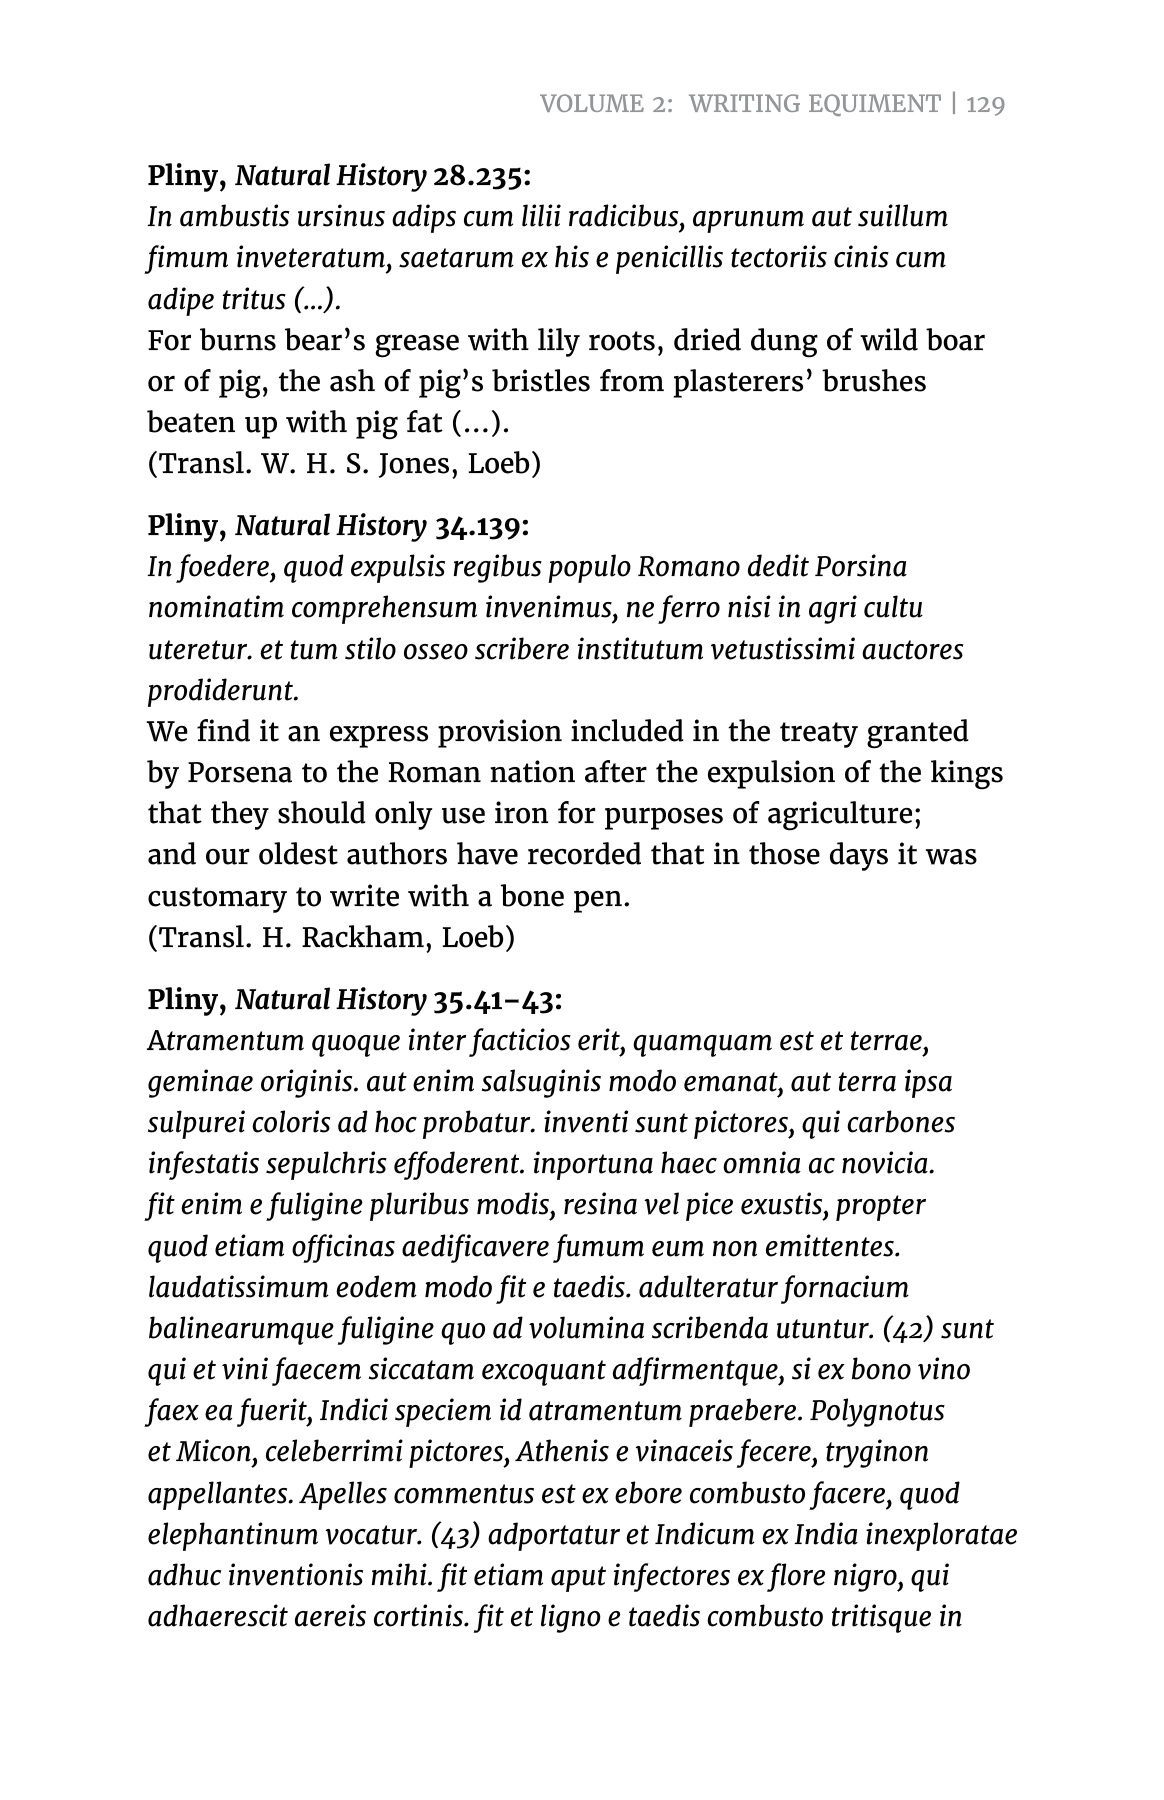 VOLUME 2: WRITING EQUIMENT | 129
Pliny, Natural History 28.235:
In ambustis ursinus adips cum lilii radicibus, aprunum aut suillum
fimum inveteratum, saetarum ex his e penicillis tectoriis cinis cum
adipe tritus (...).
For burns bear’s grease with lily roots, dried dung of wild boar
or of pig, the ash of pig’s bristles from plasterers’ brushes
beaten up with pig fat (…).
(Transl. W. H. S. Jones, Loeb)
Pliny, Natural History 34.139:
In foedere, quod expulsis regibus populo Romano dedit Porsina
nominatim comprehensum invenimus, ne ferro nisi in agri cultu
uteretur. et tum stilo osseo scribere institutum vetustissimi auctores
prodiderunt.
We find it an express provision included in the treaty granted
by Porsena to the Roman nation after the expulsion of the kings
that they should only use iron for purposes of agriculture;
and our oldest authors have recorded that in those days it was
customary to write with a bone pen.
(Transl. H. Rackham, Loeb)
Pliny, Natural History 35.41–43:
Atramentum quoque inter facticios erit, quamquam est et terrae,
geminae originis. aut enim salsuginis modo emanat, aut terra ipsa
sulpurei coloris ad hoc probatur. inventi sunt pictores, qui carbones
infestatis sepulchris effoderent. inportuna haec omnia ac novicia.
fit enim e fuligine pluribus modis, resina vel pice exustis, propter
quod etiam officinas aedificavere fumum eum non emittentes.
laudatissimum eodem modo fit e taedis. adulteratur fornacium
balinearumque fuligine quo ad volumina scribenda utuntur. (42) sunt
qui et vini faecem siccatam excoquant adfirmentque, si ex bono vino
faex ea fuerit, Indici speciem id atramentum praebere. Polygnotus
et Micon, celeberrimi pictores, Athenis e vinaceis fecere, tryginon
appellantes. Apelles commentus est ex ebore combusto facere, quod
elephantinum vocatur. (43) adportatur et Indicum ex India inexploratae
adhuc inventionis mihi. fit etiam aput infectores ex flore nigro, qui
adhaerescit aereis cortinis. fit et ligno e taedis combusto tritisque in